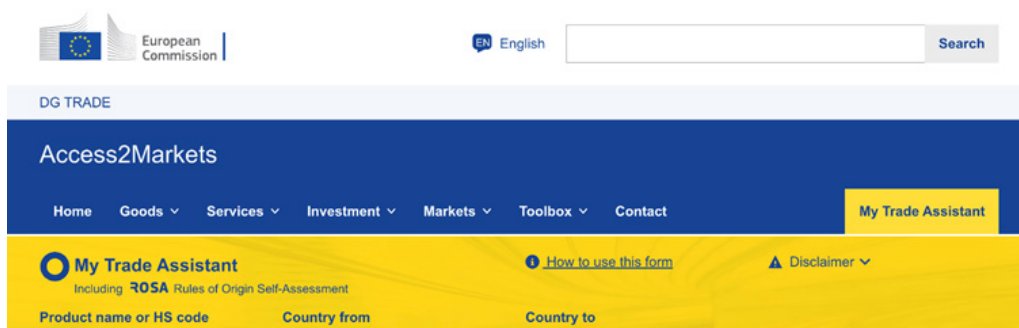 European
Commission
EN English
Search
DG TRADE
Access2Markets
Home Goods Services Investment Markets Toolbox Contact My Trade Assistant
My Trade Assistant
Including ROSA Rules of Origin Self-Assessment
How to use this form
Disclaimer
Product name or HS code Country from Country to